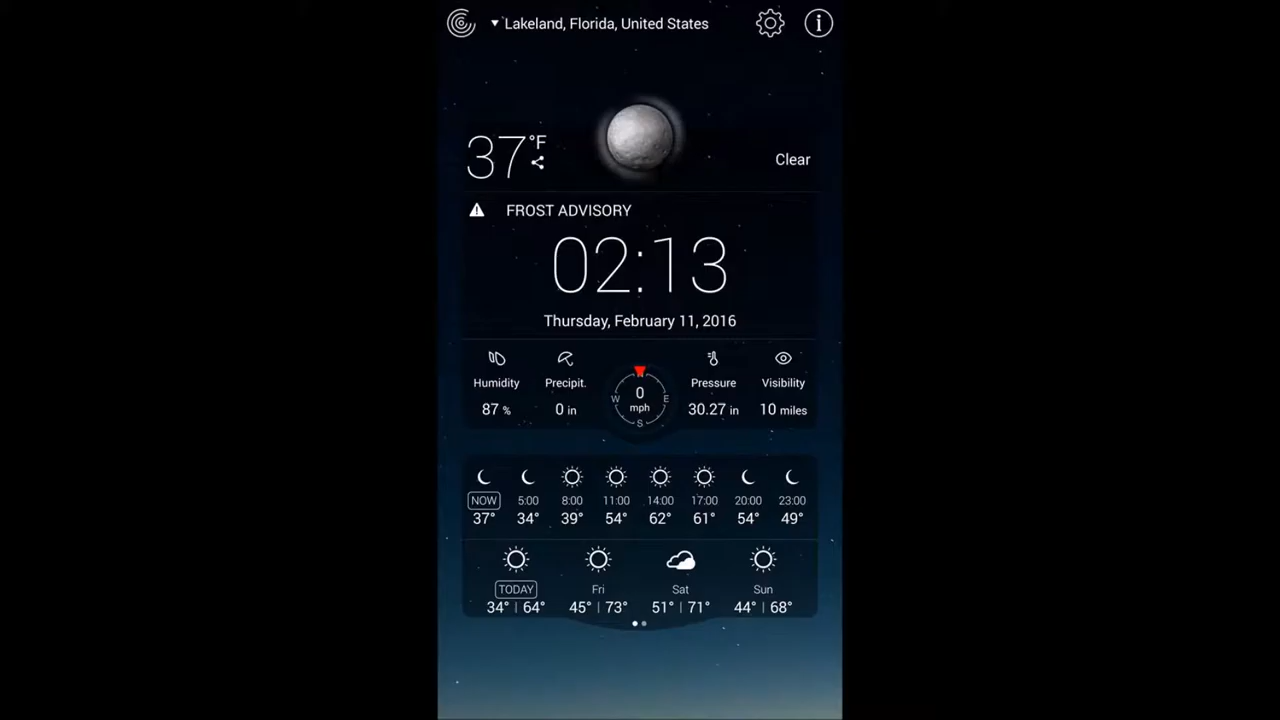 Lakeland, Florida, United States
37°F
Clear
FROST ADVISORY
02:13
Thursday, February 11, 2016
Humidity Precipit. Pressure Visibility
87 % 0 in 30.27 in 10 miles
W 0 mph E
S
NOW 5:00 8:00 11:00 14:00 17:00 20:00 23:00
37° 34° 39° 54° 62° 61° 54° 49°
TODAY Fri Sat Sun
34° | 64° 45° | 73° 51° | 71° 44° | 68°